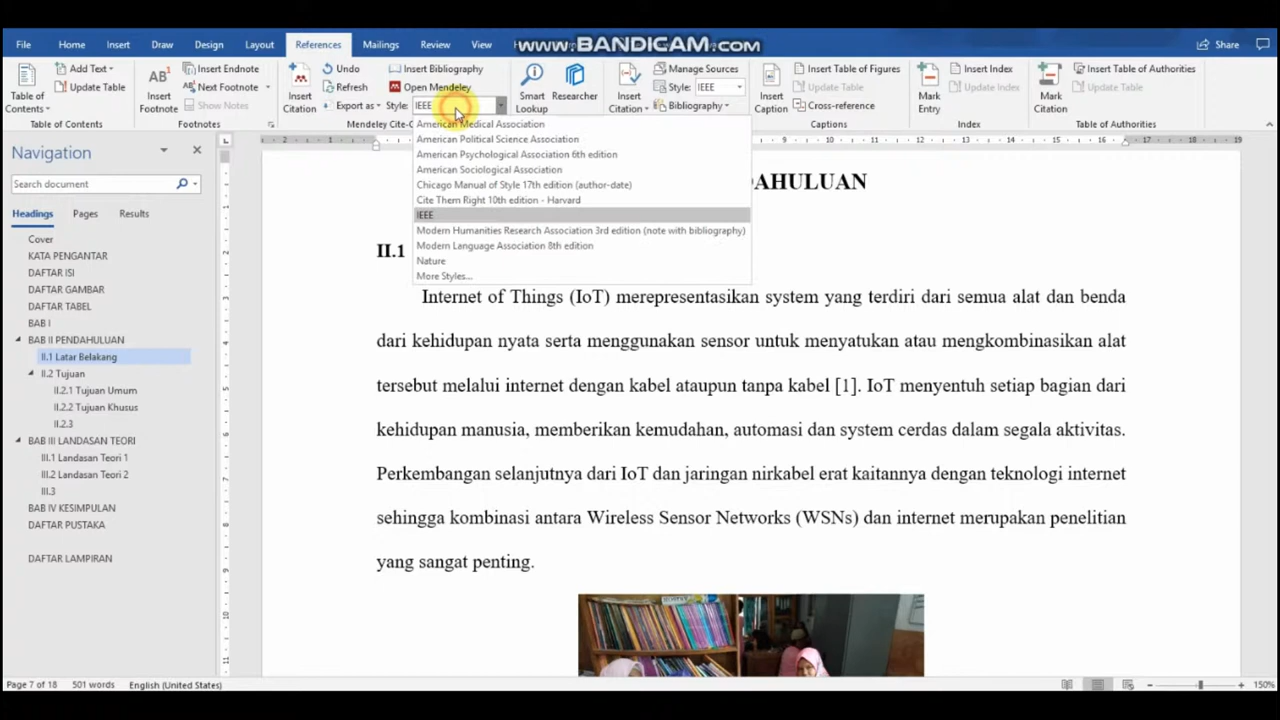 www.BANDICAM.com
File Home Insert Draw Design Layout References Mailings Review View Share
Table of Contents
Add Text
Update Table
Table of Contents
AB1
Insert Footnote
Insert Endnote
Next Footnote
Show Notes
Footnotes
Insert Citation
Undo
Refresh
Export as
Insert Bibliography
Open Mendeley
Style: IEEE
Mendeley Cite-O
Smart Lookup
Researcher
Insert Citation
Manage Sources
Style: IEEE
Bibliography
Insert Caption
Insert Table of Figures
Update Table
Cross-reference
Captions
Mark Entry
Insert Index
Update Index
Index
Mark Citation
Insert Table of Authorities
Update Table
Table of Authorities
American Medical Association
American Political Science Association
American Psychological Association 6th edition
American Sociological Association
Chicago Manual of Style 17th edition (author-date)
Cite Them Right 10th edition - Harvard
IEEE
Modern Humanities Research Association 3rd edition (note with bibliography)
Modern Language Association 8th edition
Nature
More Styles...
Navigation
Search document
Headings Pages Results
Cover
KATA PENGANTAR
DAFTAR ISI
DAFTAR GAMBAR
DAFTAR TABEL
BAB I
BAB II PENDAHULUAN
II.1 Latar Belakang
II.2 Tujuan
II.2.1 Tujuan Umum
II.2.2 Tujuan Khusus
II.2.3
BAB III LANDASAN TEORI
III.1 Landasan Teori 1
III.2 Landasan Teori 2
III.3
BAB IV KESIMPULAN
DAFTAR PUSTAKA
DAFTAR LAMPIRAN
DAHULUAN
II.1
Internet of Things (IoT) merepresentasikan system yang terdiri dari semua alat dan benda
dari kehidupan nyata serta menggunakan sensor untuk menyatukan atau mengkombinasikan alat
tersebut melalui internet dengan kabel ataupun tanpa kabel [1]. IoT menyentuh setiap bagian dari
kehidupan manusia, memberikan kemudahan, automasi dan system cerdas dalam segala aktivitas.
Perkembangan selanjutnya dari IoT dan jaringan nirkabel erat kaitannya dengan teknologi internet
sehingga kombinasi antara Wireless Sensor Networks (WSNs) dan internet merupakan penelitian
yang sangat penting.
Page 7 of 18 501 words English (United States) 150%